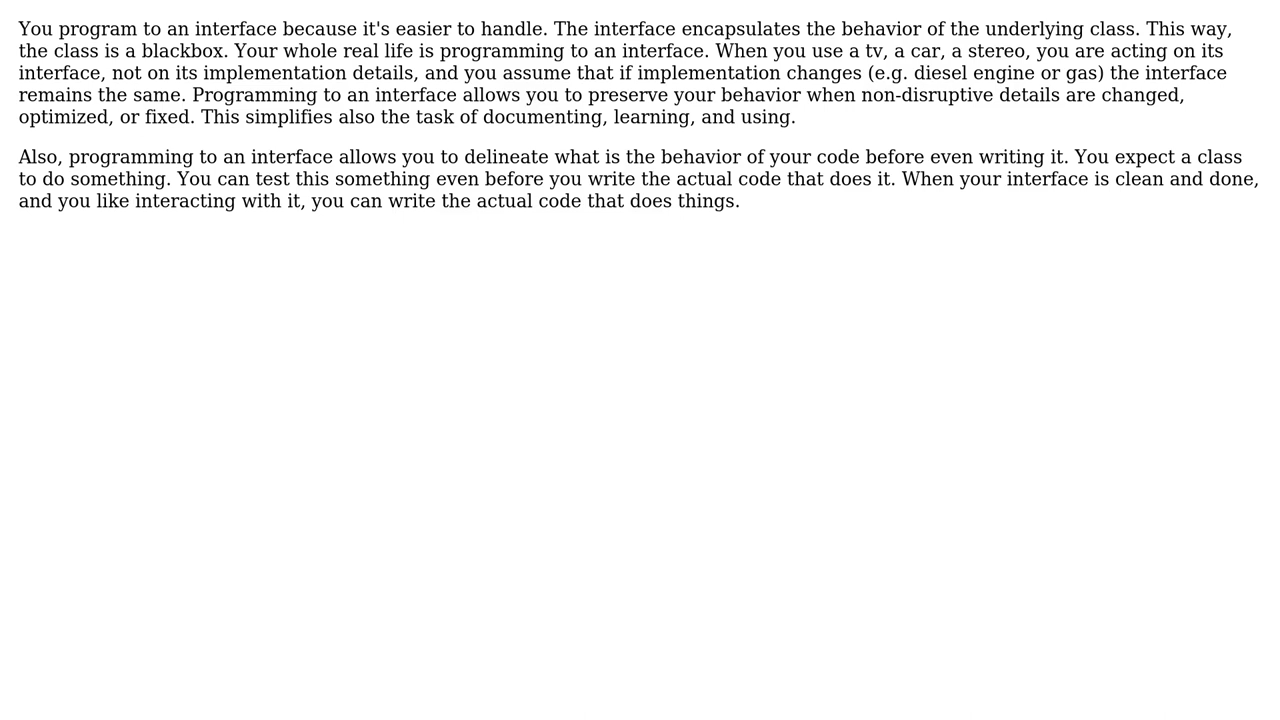 You program to an interface because it's easier to handle. The interface encapsulates the behavior of the underlying class. This way,
the class is a blackbox. Your whole real life is programming to an interface. When you use a tv, a car, a stereo, you are acting on its
interface, not on its implementation details, and you assume that if implementation changes (e.g. diesel engine or gas) the interface
remains the same. Programming to an interface allows you to preserve your behavior when non-disruptive details are changed,
optimized, or fixed. This simplifies also the task of documenting, learning, and using.
Also, programming to an interface allows you to delineate what is the behavior of your code before even writing it. You expect a class
to do something. You can test this something even before you write the actual code that does it. When your interface is clean and done,
and you like interacting with it, you can write the actual code that does things.